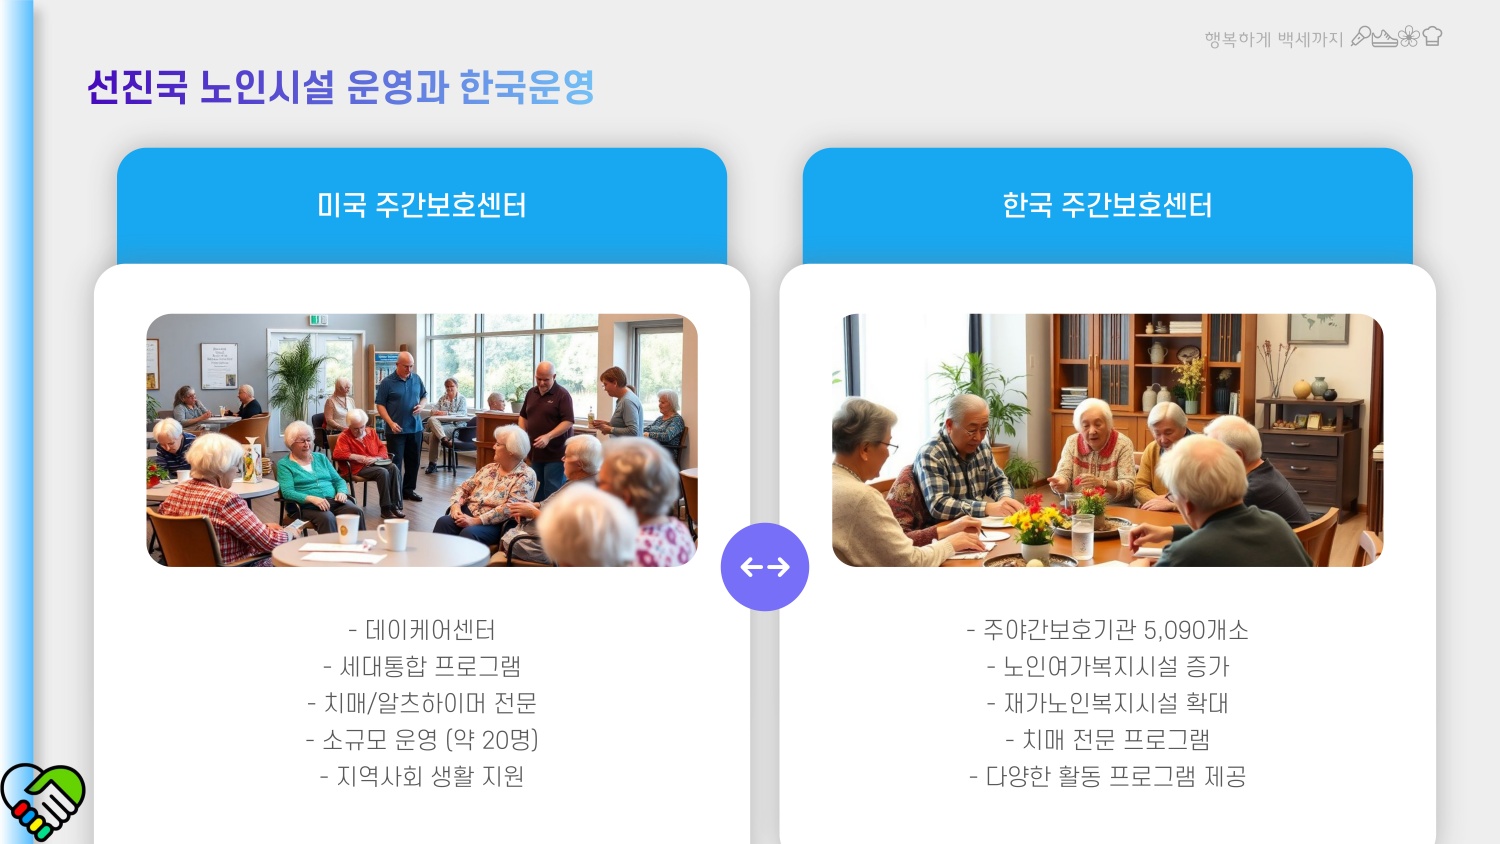 행복하게 백세까지
선진국 노인시설 운영과 한국운영
미국 주간보호센터
한국 주간보호센터
- 데이케어센터
- 세대통합 프로그램
- 치매/알츠하이머 전문
- 소규모 운영 (약 20명)
- 지역사회 생활 지원
- 주야간보호기관 5,090개소
- 노인여가복지시설 증가
- 재가노인복지시설 확대
- 치매 전문 프로그램
- 다양한 활동 프로그램 제공